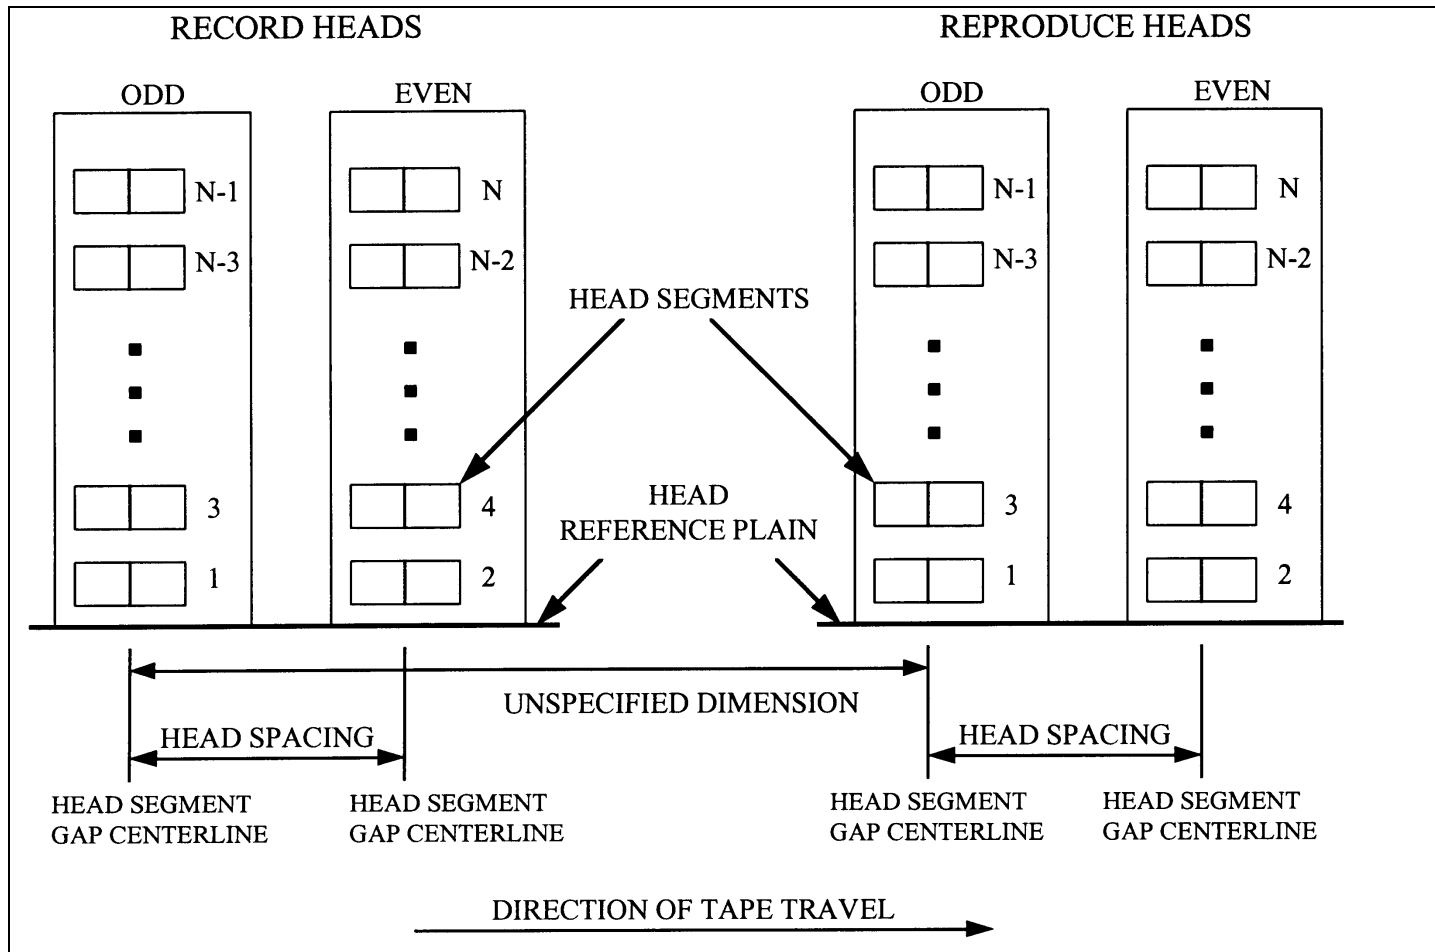 RECORD HEADS
REPRODUCE HEADS
ODD
EVEN
ODD
EVEN
N-1
N
N-1
N
N-3
N-2
N-3
N-2
HEAD SEGMENTS
3
4
3
4
HEAD
REFERENCE PLAIN
1
2
1
2
UNSPECIFIED DIMENSION
HEAD SPACING
HEAD SPACING
HEAD SEGMENT
GAP CENTERLINE
HEAD SEGMENT
GAP CENTERLINE
HEAD SEGMENT
GAP CENTERLINE
HEAD SEGMENT
GAP CENTERLINE
DIRECTION OF TAPE TRAVEL